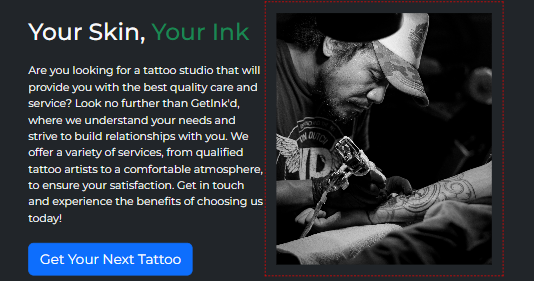 Your Skin, Your Ink
Are you looking for a tattoo studio that will
provide you with the best quality care and
service? Look no further than GetInk'd,
where we understand your needs and
strive to build relationships with you. We
offer a variety of services, from qualified
tattoo artists to a comfortable atmosphere,
to ensure your satisfaction. Get in touch
and experience the benefits of choosing us
today!
Get Your Next Tattoo